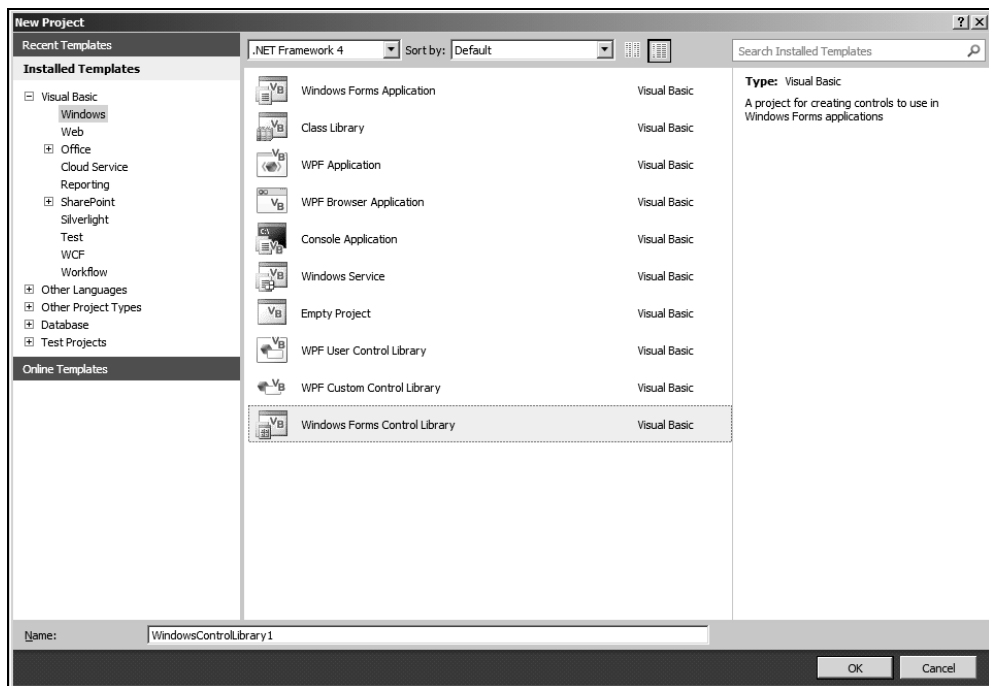 New Project
Recent Templates
.NET Framework 4
Sort by: Default
Search Installed Templates
Installed Templates
Visual Basic
Windows
Web
Office
Cloud Service
Reporting
SharePoint
Silverlight
Test
WCF
Workflow
Other Languages
Other Project Types
Database
Test Projects
Online Templates
Windows Forms Application Visual Basic
Class Library Visual Basic
WPF Application Visual Basic
WPF Browser Application Visual Basic
Console Application Visual Basic
Windows Service Visual Basic
Empty Project Visual Basic
WPF User Control Library Visual Basic
WPF Custom Control Library Visual Basic
Windows Forms Control Library Visual Basic
Type: Visual Basic
A project for creating controls to use in
Windows Forms applications
Name: WindowsControlLibrary1
OK Cancel